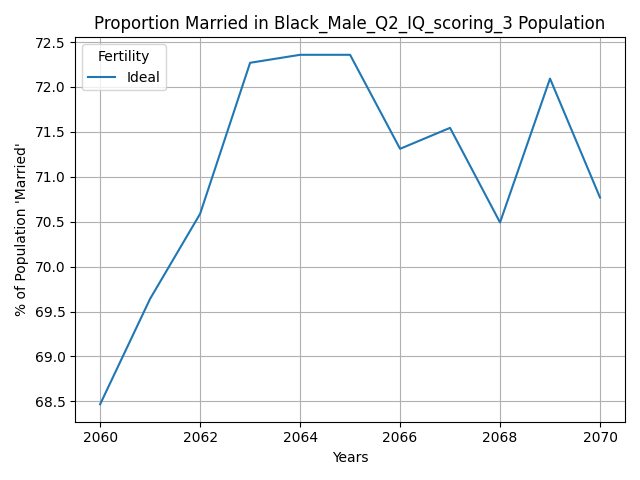 Proportion Married in Black_Male_Q2_IQ_scoring_3 Population
Fertility
Ideal
% of Population 'Married'
72.5
72.0
71.5
71.0
70.5
70.0
69.5
69.0
68.5
2060 2062 2064 2066 2068 2070
Years